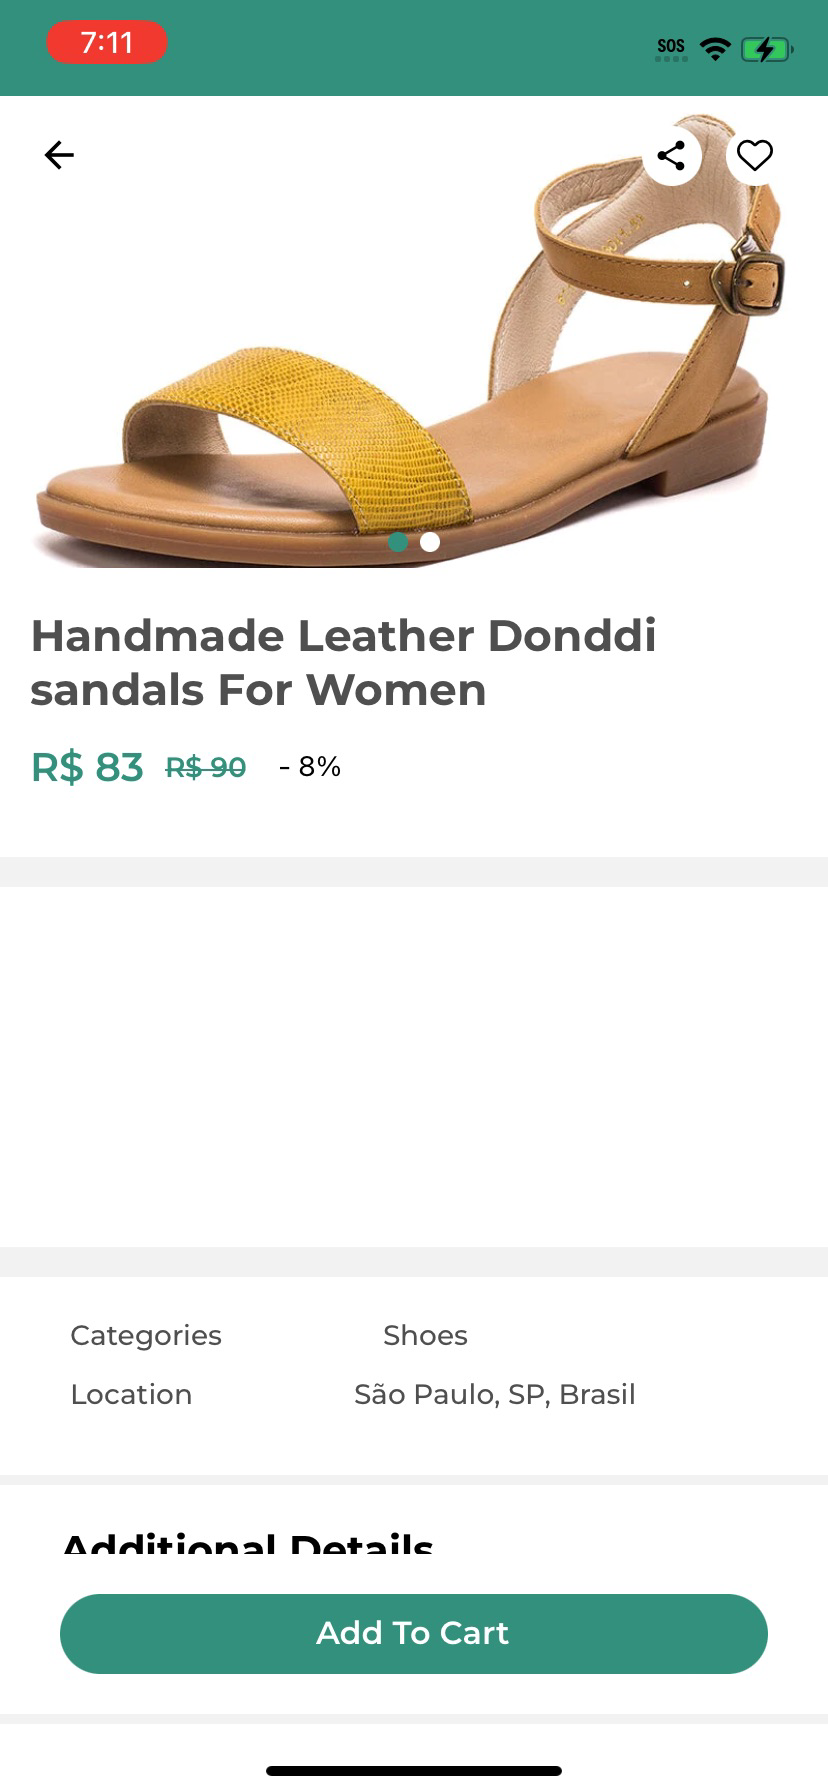 7:11
SOS
Handmade Leather Donddi
sandals For Women
R$ 83 R$ 90 - 8%
Categories Shoes
Location São Paulo, SP, Brasil
Additional Details
Add To Cart